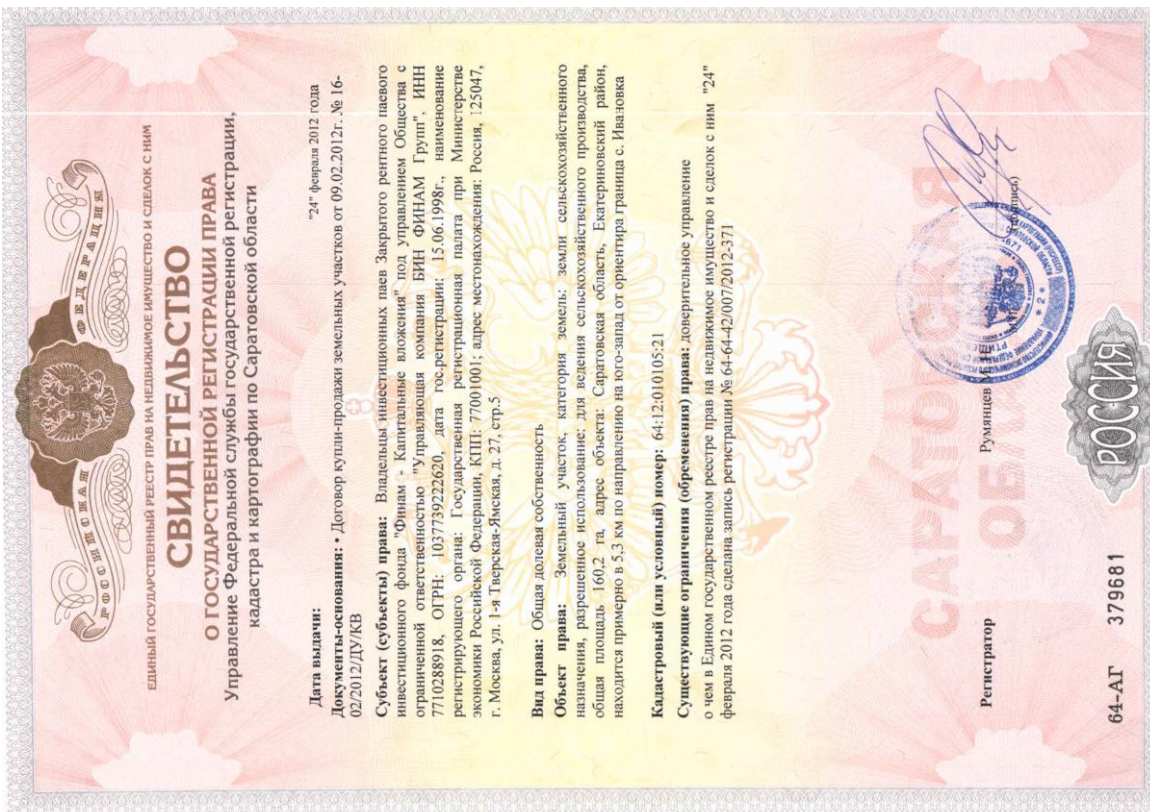 РОССИЙСКАЯ ФЕДЕРАЦИЯ
ЕДИНЫЙ ГОСУДАРСТВЕННЫЙ РЕЕСТР ПРАВ НА НЕДВИЖИМОЕ ИМУЩЕСТВО И СДЕЛОК С НИМ
СВИДЕТЕЛЬСТВО
О ГОСУДАРСТВЕННОЙ РЕГИСТРАЦИИ ПРАВА
Управление Федеральной службы государственной регистрации,
кадастра и картографии по Саратовской области
Дата выдачи: "24" февраля 2012 года
Документы-основания: • Договор купли-продажи земельных участков от 09.02.2012г. № 16-
02/2012/ДУ/КВ
Субъект (субъекты) права: Владельцы инвестиционных паев Закрытого рентного паевого
инвестиционного фонда "Финам - Капитальные вложения" под управлением Общества с
ограниченной ответственностью "Управляющая компания БИН ФИНАМ Групп", ИНН
7710288918, ОГРН: 1037739222620, дата гос.регистрации: 15.06.1998г., наименование
регистрирующего органа: Государственная регистрационная палата при Министерстве
экономики Российской Федерации, КПП: 770101001; адрес местонахождения: Россия, 125047,
г. Москва, ул. 1-я Тверская-Ямская, д. 27, стр.5
Вид права: Общая долевая собственность
Объект права: Земельный участок, категория земель: земли сельскохозяйственного
назначения, разрешенное использование: для ведения сельскохозяйственного производства,
общая площадь 160,2 га, адрес объекта: Саратовская область, Екатериновский район,
находится примерно в 5,3 км по направлению на юго-запад от ориентира граница с. Ивановка
Кадастровый (или условный) номер: 64:12:010105:21
Существующие ограничения (обременения) права: доверительное управление
о чем в Едином государственном реестре прав на недвижимое имущество и сделок с ним "24"
февраля 2012 года сделана запись регистрации № 64-64-42/007/2012-371
САРАТОВСКАЯ
ОБЛАСТЬ
Регистратор Румянцев М.Н.
РОССИЯ
64-АГ 379681